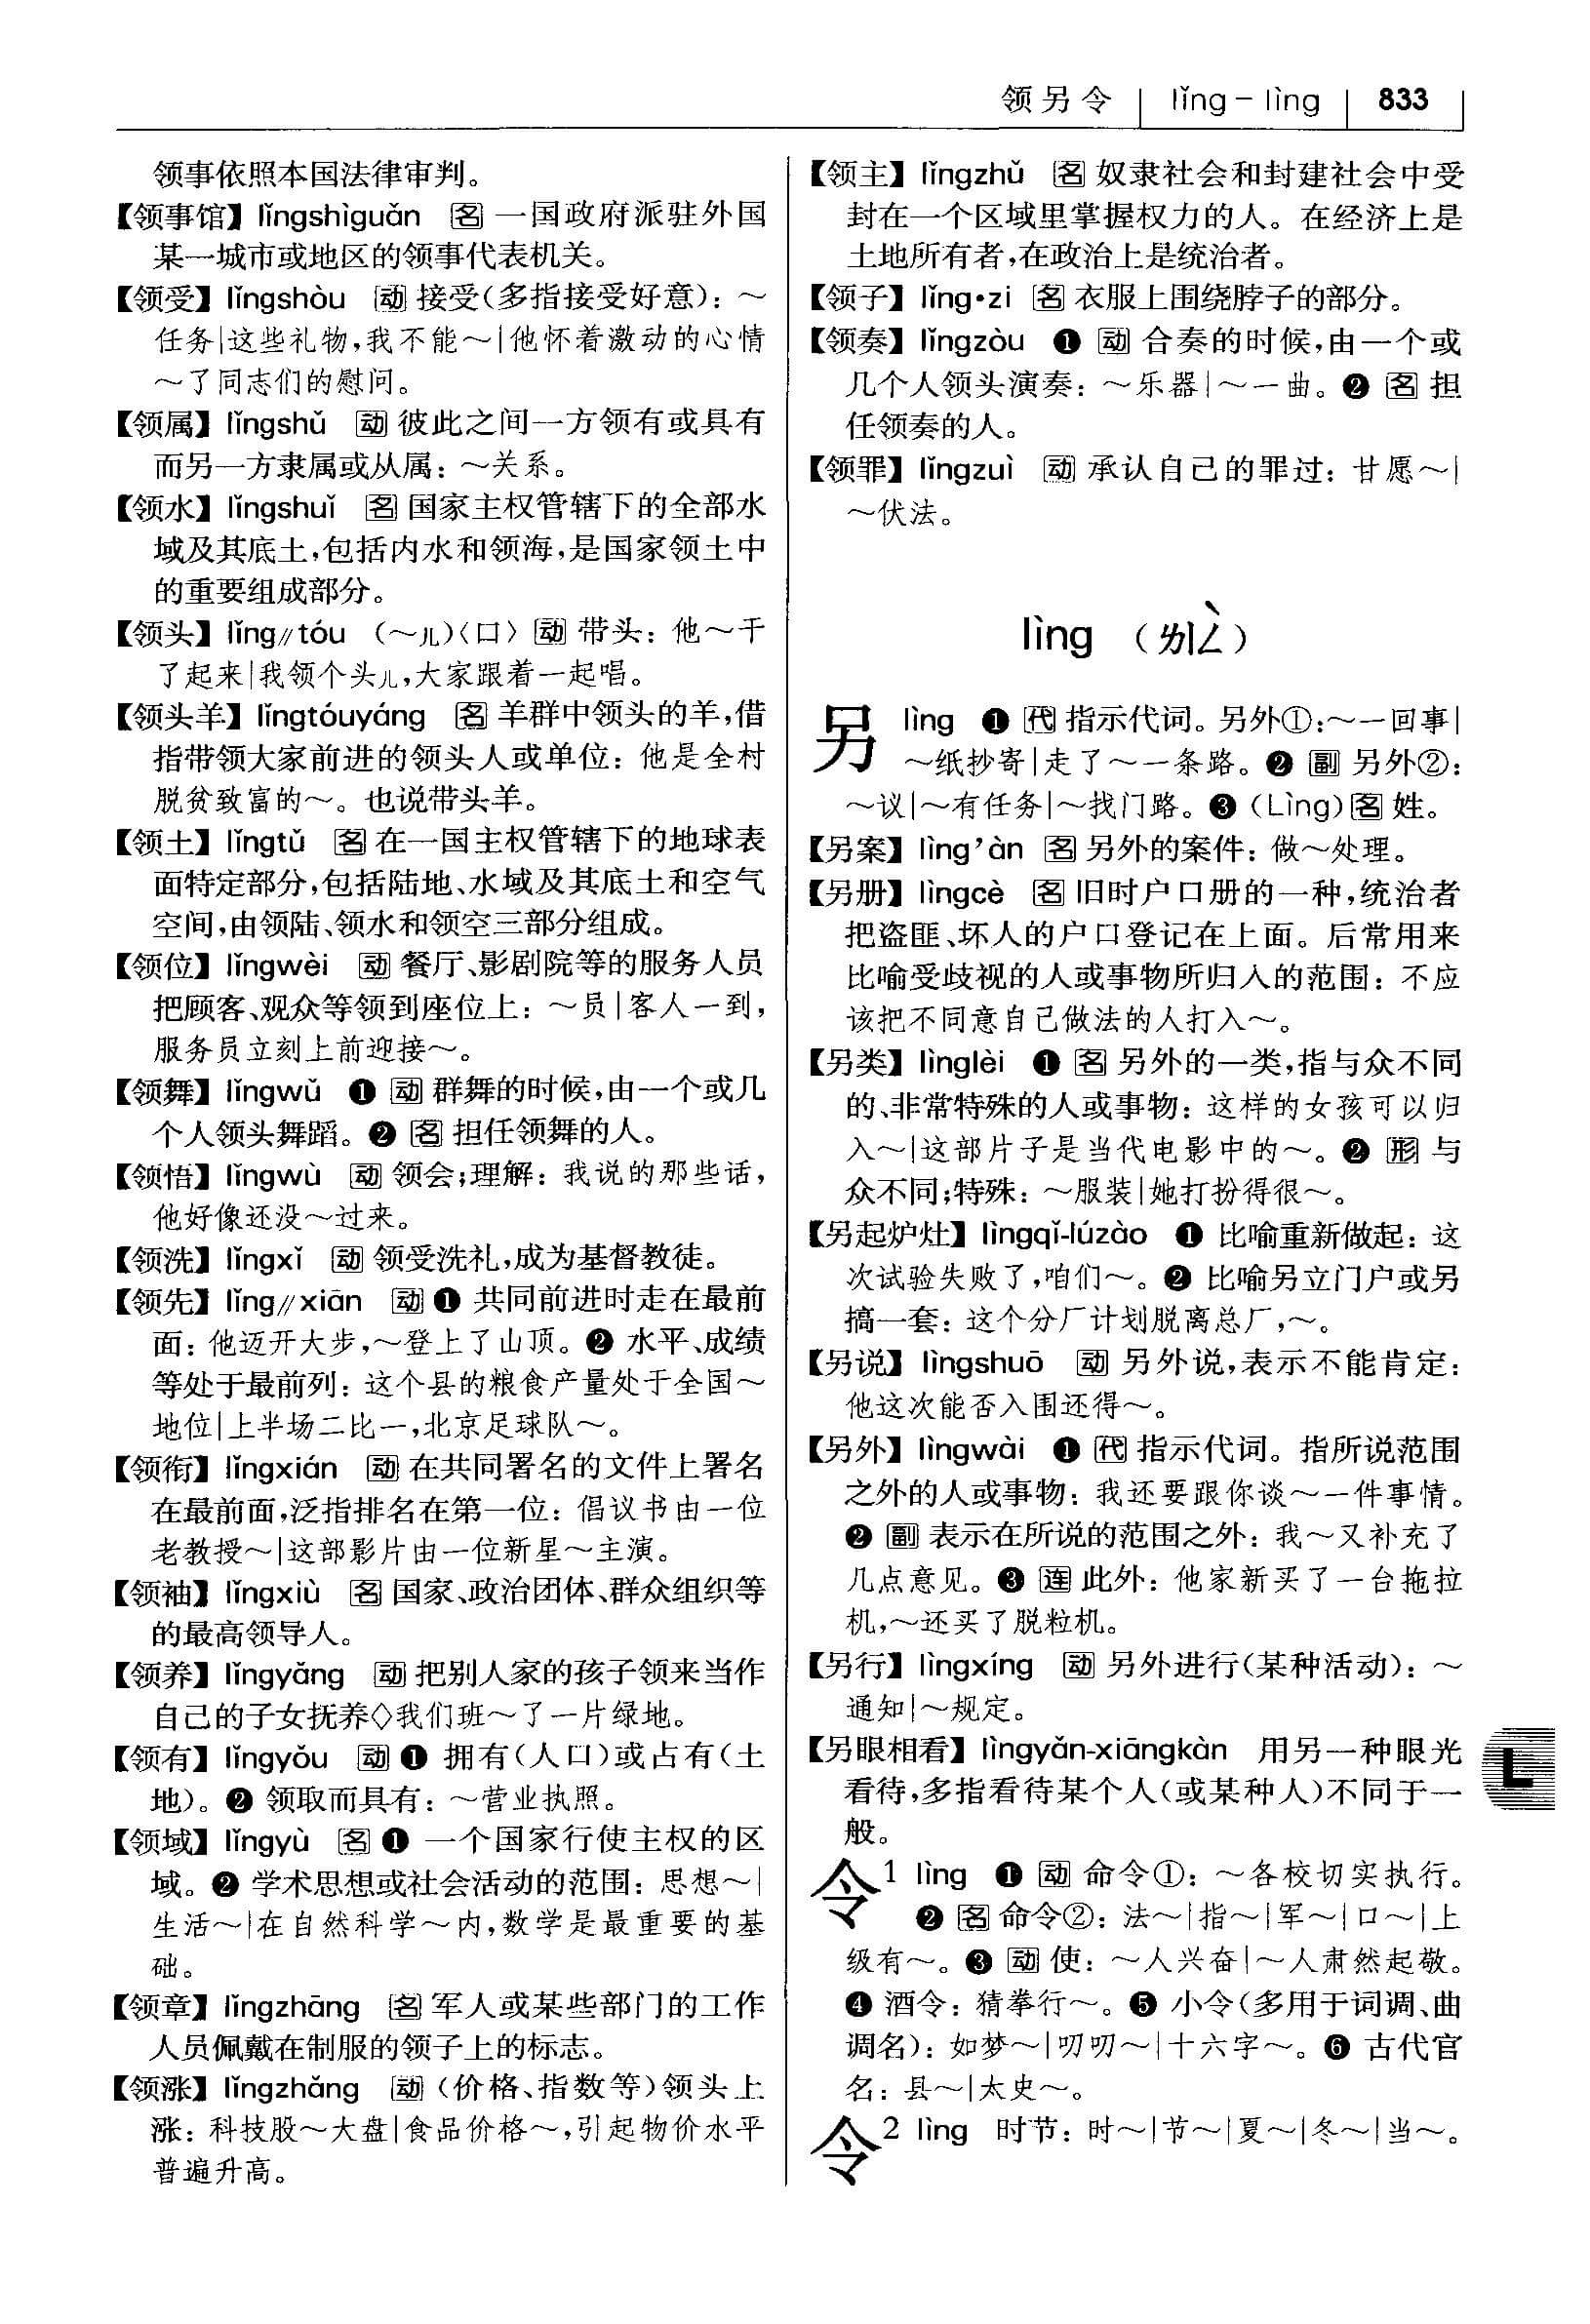 领另令 lǐng－lìng 833
领事依照本国法律审判。
【领事馆】lǐngshìguǎn 名 一国政府派驻外国
某一城市或地区的领事代表机关。
【领受】lǐngshòu 动 接受(多指接受好意)：～
任务|这些礼物,我不能～|他怀着激动的心情
～了同志们的慰问。
【领属】lǐngshǔ 动 彼此之间一方领有或具有
而另一方隶属或从属：～关系。
【领水】lǐngshuǐ 名 国家主权管辖下的全部水
域及其底土,包括内水和领海,是国家领土中
的重要组成部分。
【领头】lǐng//tóu (～儿)〈口〉动 带头：他～干
了起来|我领个头儿,大家跟着一起唱。
【领头羊】lǐngtóuyáng 名 羊群中领头的羊,借
指带领大家前进的领头人或单位：他是全村
脱贫致富的～。也说带头羊。
【领土】lǐngtǔ 名 在一国主权管辖下的地球表
面特定部分,包括陆地、水域及其底土和空气
空间,由领陆、领水和领空三部分组成。
【领位】lǐngwèi 动 餐厅、影剧院等的服务人员
把顾客、观众等领到座位上：～员|客人一到,
服务员立刻上前迎接～。
【领舞】lǐngwǔ ❶ 动 群舞的时候,由一个或几
个人领头舞蹈。❷ 名 担任领舞的人。
【领悟】lǐngwù 动 领会;理解：我说的那些话,
他好像还没～过来。
【领洗】lǐngxǐ 动 领受洗礼,成为基督教徒。
【领先】lǐng//xiān 动 ❶ 共同前进时走在最前
面：他迈开大步,～登上了山顶。❷ 水平、成绩
等处于最前列：这个县的粮食产量处于全国～
地位|上半场二比一,北京足球队～。
【领衔】lǐngxián 动 在共同署名的文件上署名
在最前面,泛指排名在第一位：倡议书由一位
老教授～|这部影片由一位新星～主演。
【领袖】lǐngxiù 名 国家、政治团体、群众组织等
的最高领导人。
【领养】lǐngyǎng 动 把别人家的孩子领来当作
自己的子女抚养◇我们班～了一片绿地。
【领有】lǐngyǒu 动 ❶ 拥有(人口)或占有(土
地)。❷ 领取而具有：～营业执照。
【领域】lǐngyù 名 ❶ 一个国家行使主权的区
域。❷ 学术思想或社会活动的范围：思想～|
生活～|在自然科学～内,数学是最重要的基
础。
【领章】lǐngzhāng 名 军人或某些部门的工作
人员佩戴在制服的领子上的标志。
【领涨】lǐngzhǎng 动 (价格、指数等)领头上
涨：科技股～大盘|食品价格～,引起物价水平
普遍升高。
【领主】lǐngzhǔ 名 奴隶社会和封建社会中受
封在一个区域里掌握权力的人。在经济上是
土地所有者,在政治上是统治者。
【领子】lǐng•zi 名 衣服上围绕脖子的部分。
【领奏】lǐngzòu ❶ 动 合奏的时候,由一个或
几个人领头演奏：～乐器|～一曲。❷ 名 担
任领奏的人。
【领罪】lǐngzuì 动 承认自己的罪过：甘愿～|
～伏法。
lìng （ㄌㄧㄥˋ）
另 lìng ❶ 代 指示代词。另外①：～一回事|
～纸抄寄|走了～一条路。❷ 副 另外②：
～议|～有任务|～找门路。❸ (Lìng)名 姓。
【另案】lìng’àn 名 另外的案件：做～处理。
【另册】lìngcè 名 旧时户口册的一种,统治者
把盗匪、坏人的户口登记在上面。后常用来
比喻受歧视的人或事物所归入的范围：不应
该把不同意自己做法的人打入～。
【另类】lìnglèi ❶ 名 另外的一类,指与众不同
的、非常特殊的人或事物：这样的女孩可以归
入～|这部片子是当代电影中的～。❷ 形 与
众不同;特殊：～服装|她打扮得很～。
【另起炉灶】lìngqǐ-lúzào ❶ 比喻重新做起：这
次试验失败了,咱们～。❷ 比喻另立门户或另
搞一套：这个分厂计划脱离总厂,～。
【另说】lìngshuō 动 另外说,表示不能肯定：
他这次能否入围还得～。
【另外】lìngwài ❶ 代 指示代词。指所说范围
之外的人或事物：我还要跟你谈～一件事情。
❷ 副 表示在所说的范围之外：我～又补充了
几点意见。❸ 连 此外：他家新买了一台拖拉
机,～还买了脱粒机。
【另行】lìngxíng 动 另外进行(某种活动)：～
通知|～规定。
【另眼相看】lìngyǎn-xiāngkàn 用另一种眼光
看待,多指看待某个人(或某种人)不同于一
般。
L
令1 lìng ❶ 动 命令①：～各校切实执行。
❷ 名 命令②：法～|指～|军～|口～|上
级有～。❸ 动 使：～人兴奋|～人肃然起敬。
❹ 酒令：猜拳行～。❺ 小令(多用于词调、曲
调名)：如梦～|叨叨～|十六字～。❻ 古代官
名：县～|太史～。
令2 lìng 时节：时～|节～|夏～|冬～|当～。